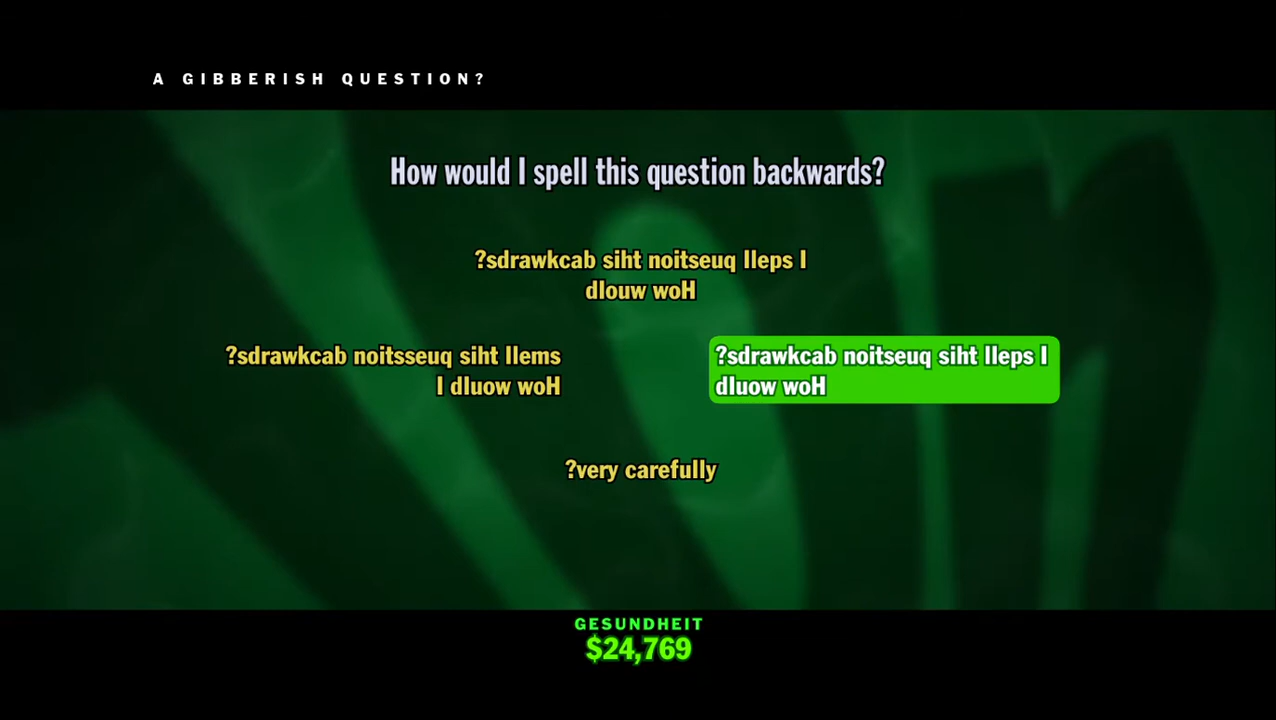 A GIBBERISH QUESTION?
How would I spell this question backwards?
?sdrawkcab siht noitseuq lleps I
dlouw woH
?sdrawkcab noitsseuq siht llems
I dluow woH
?sdrawkcab noitseuq siht lleps I
dluow woH
?very carefully
GESUNDHEIT
$24,769